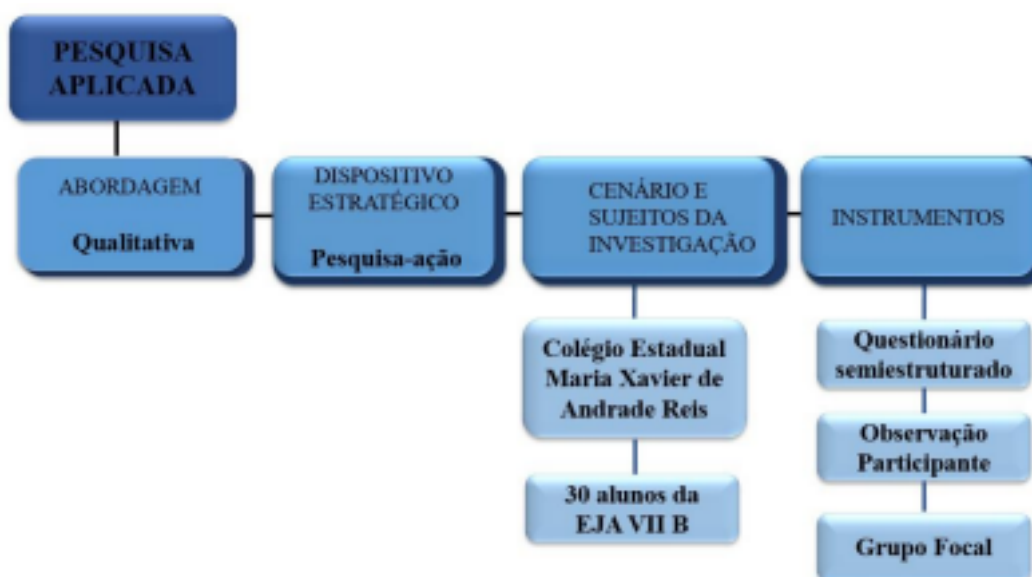 PESQUISA
APLICADA
ABORDAGEM
Qualitativa
DISPOSITIVO
ESTRATÉGICO
Pesquisa-ação
CENÁRIO E
SUJEITOS DA
INVESTIGAÇÃO
INSTRUMENTOS
Colégio Estadual
Maria Xavier de
Andrade Reis
30 alunos da
EJA VII B
Questionário
semiestruturado
Observação
Participante
Grupo Focal